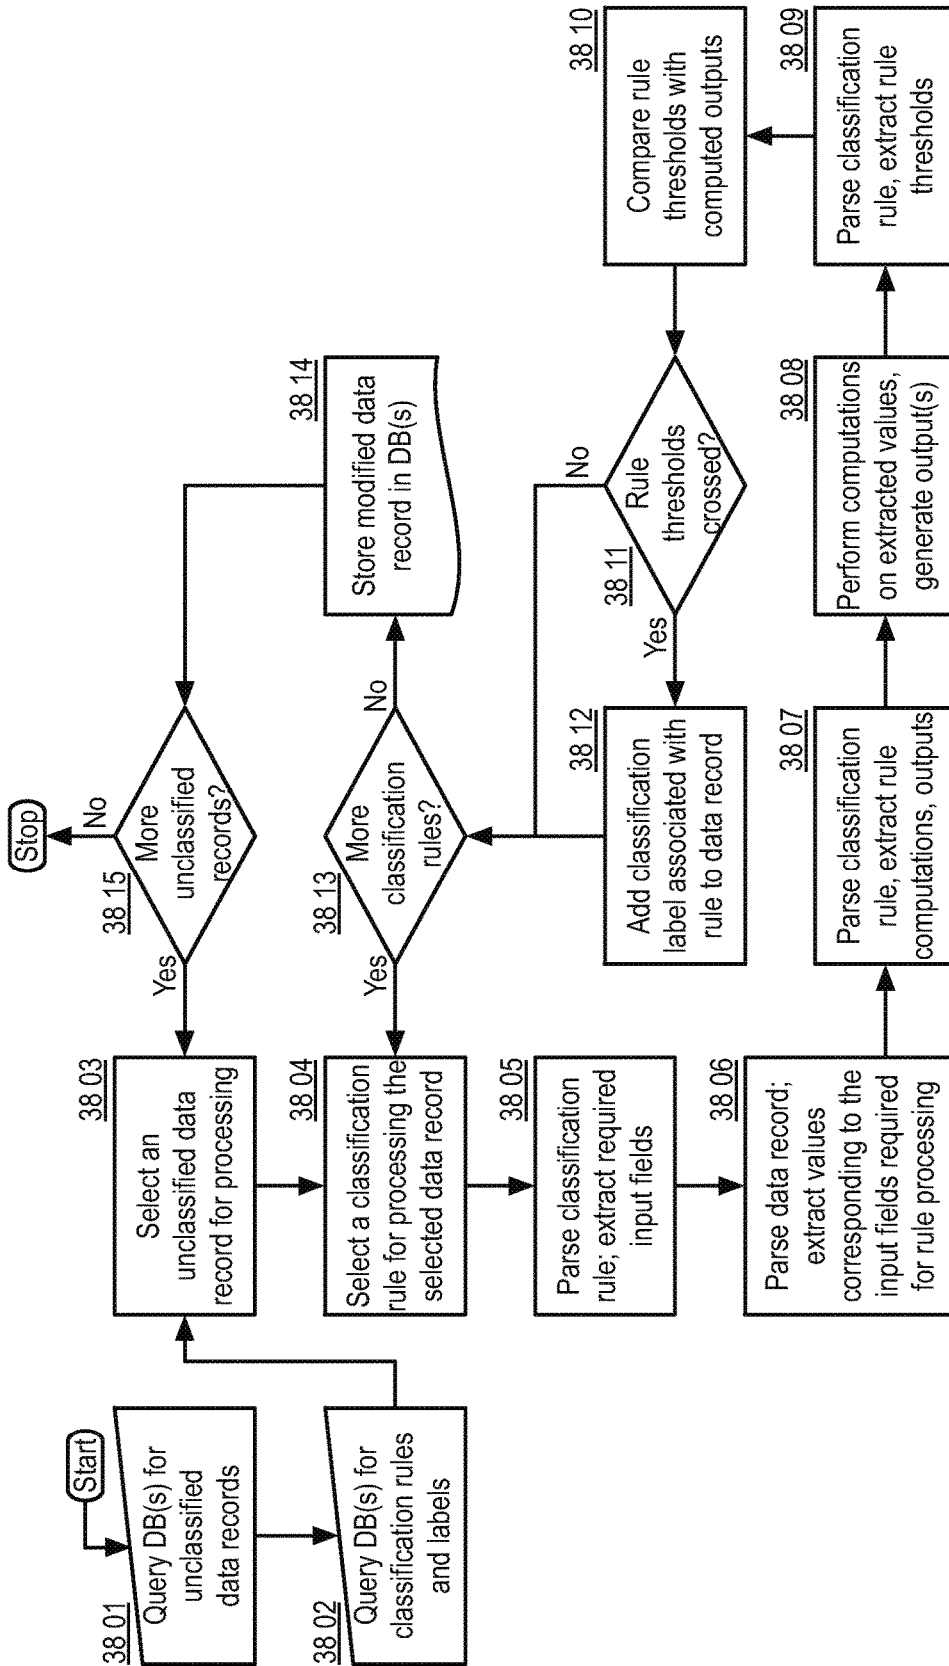 Start
38 01
Query DB(s) for
unclassified
data records
38 02
Query DB(s) for
classification rules
and labels
38 03
Select an
unclassified data
record for processing
38 04
Select a classification
rule for processing the
selected data record
38 05
Parse classification
rule; extract required
input fields
38 06
Parse data record;
extract values
corresponding to the
input fields required
for rule processing
38 07
Parse classification
rule, extract rule
computations, outputs
38 08
Perform computations
on extracted values,
generate output(s)
38 09
Parse classification
rule, extract rule
thresholds
38 10
Compare rule
thresholds with
computed outputs
38 11
Rule
thresholds
crossed?
Yes
No
38 12
Add classification
label associated with
rule to data record
38 13
More
classification
rules?
Yes
No
38 14
Store modified data
record in DB(s)
38 15
More
unclassified
records?
Yes
No
Stop